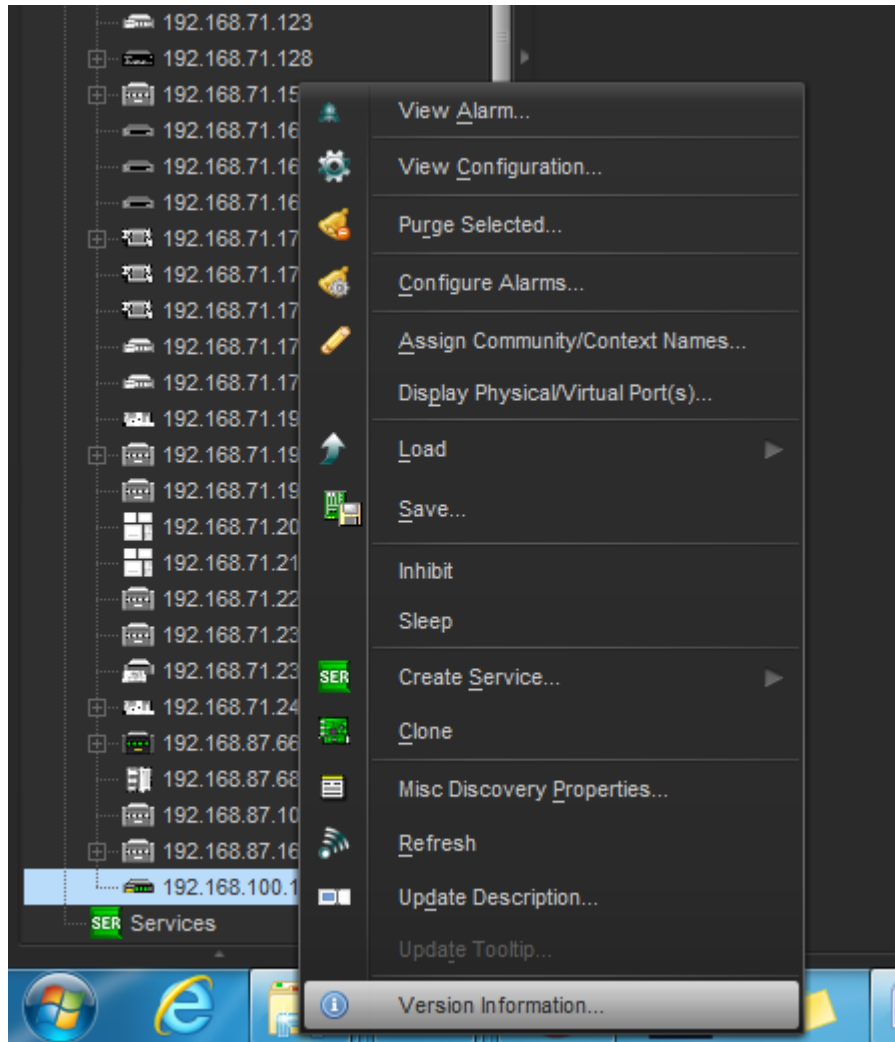 192.168.71.123
192.168.71.128
192.168.71.15
192.168.71.16
192.168.71.16
192.168.71.16
192.168.71.17
192.168.71.17
192.168.71.17
192.168.71.17
192.168.71.17
192.168.71.19
192.168.71.19
192.168.71.19
192.168.71.20
192.168.71.21
192.168.71.22
192.168.71.23
192.168.71.23
192.168.71.24
192.168.87.66
192.168.87.68
192.168.87.10
192.168.87.16
192.168.100.1
SER Services
View Alarm...
View Configuration...
Purge Selected...
Configure Alarms...
Assign Community/Context Names...
Display Physical/Virtual Port(s)...
Load
Save...
Inhibit
Sleep
SER Create Service...
Clone
Misc Discovery Properties...
Refresh
Update Description...
Update Tooltip...
Version Information...